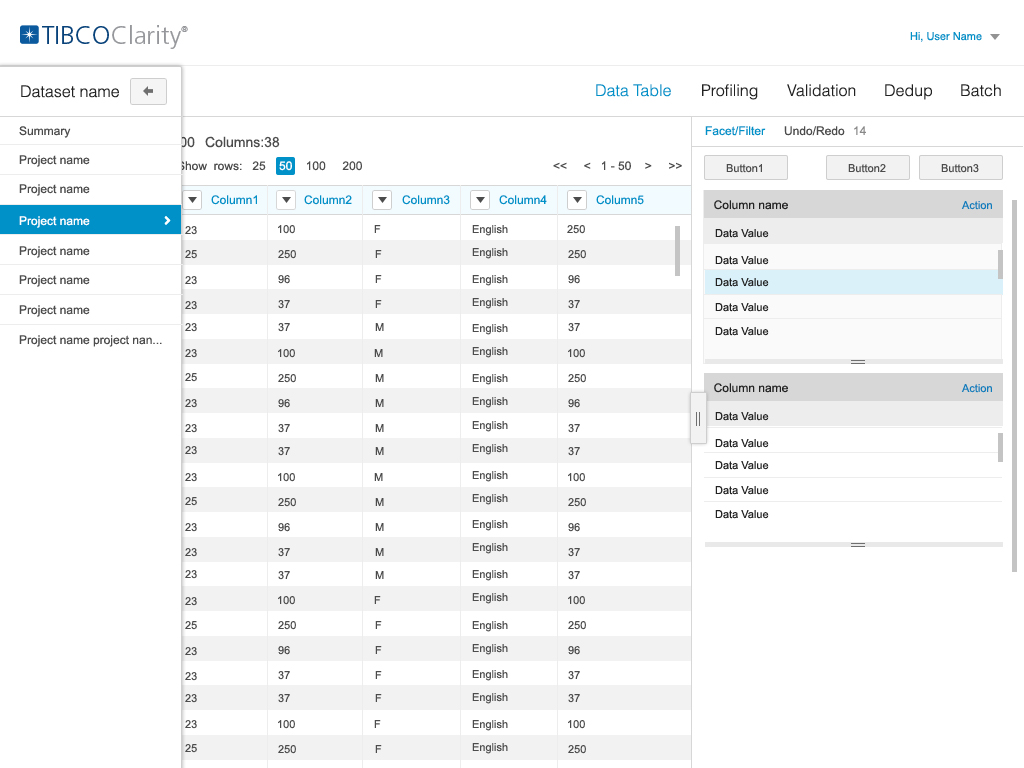 TIBCOClarity®
Hi, User Name
Dataset name
Data Table Profiling Validation Dedup Batch
Summary
Project name
Project name
Project name
Project name
Project name
Project name
Project name project nan...
00 Columns:38
Show rows: 25 50 100 200 << < 1 - 50 > >>
Column1 Column2 Column3 Column4 Column5
23 100 F English 250
25 250 F English 250
23 96 F English 96
23 37 F English 37
23 37 M English 37
23 100 M English 100
25 250 M English 250
23 96 M English 96
23 37 M English 37
23 37 M English 37
23 100 M English 100
25 250 M English 250
23 96 M English 96
23 37 M English 37
23 37 M English 37
23 100 F English 100
25 250 F English 250
23 96 F English 96
23 37 F English 37
23 37 F English 37
23 100 F English 100
25 250 F English 250
Facet/Filter Undo/Redo 14
Button1 Button2 Button3
Column name Action
Data Value
Data Value
Data Value
Data Value
Data Value
Column name Action
Data Value
Data Value
Data Value
Data Value
Data Value